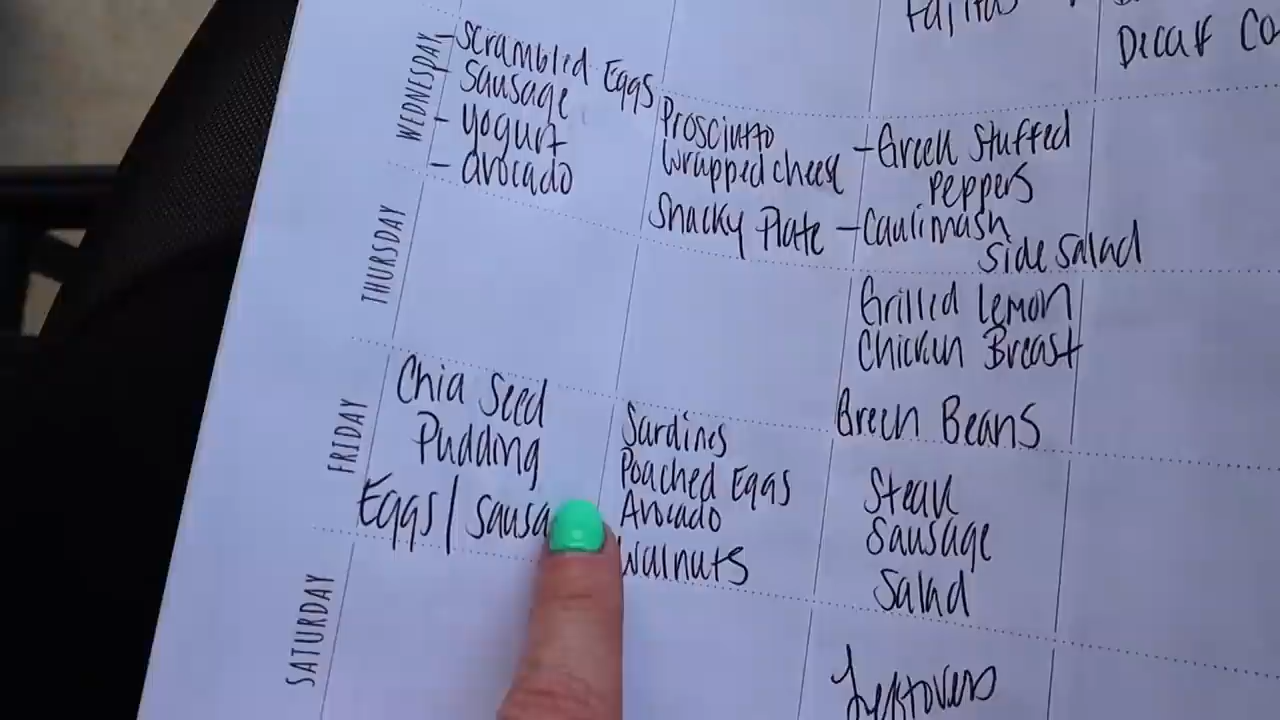 Fajitas
Decaf Co
WEDNESDAY
- Scrambled Eggs
- Sausage
- Yogurt
- Avocado
Prosciutto
Wrapped cheese
Snacky Plate
- Green Stuffed
Peppers
- Caulimash
Side Salad
THURSDAY
Grilled Lemon
Chicken Breast
Green Beans
FRIDAY
Chia Seed
Pudding
Eggs / Sausa
Sardines
Poached Eggs
Avocado
Walnuts
Steak
Sausage
Salad
SATURDAY
Leftovers